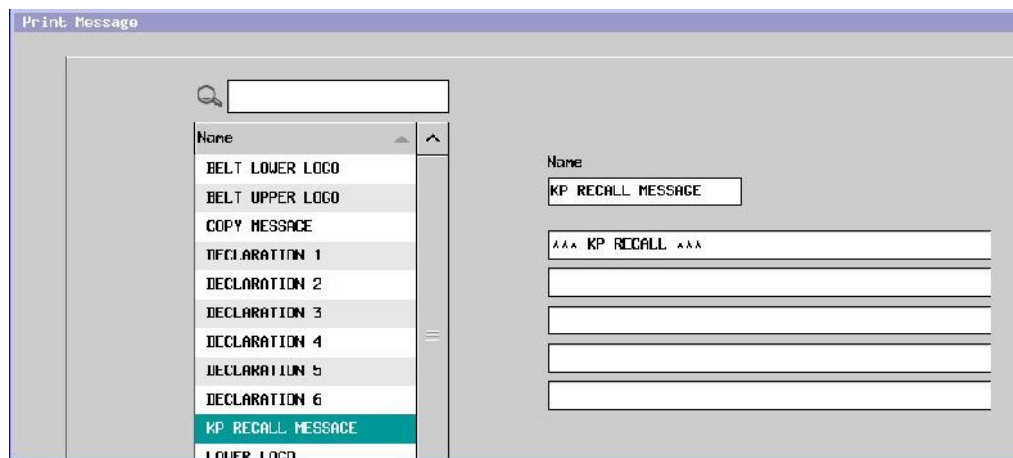 Print Message
Name
BELT LOWER LOGO
BELT UPPER LOGO
COPY MESSAGE
DECLARATION 1
DECLARATION 2
DECLARATION 3
DECLARATION 4
DECLARATION 5
DECLARATION 6
KP RECALL MESSAGE
LOWER LOGO
Name
KP RECALL MESSAGE
*** KP RECALL ***